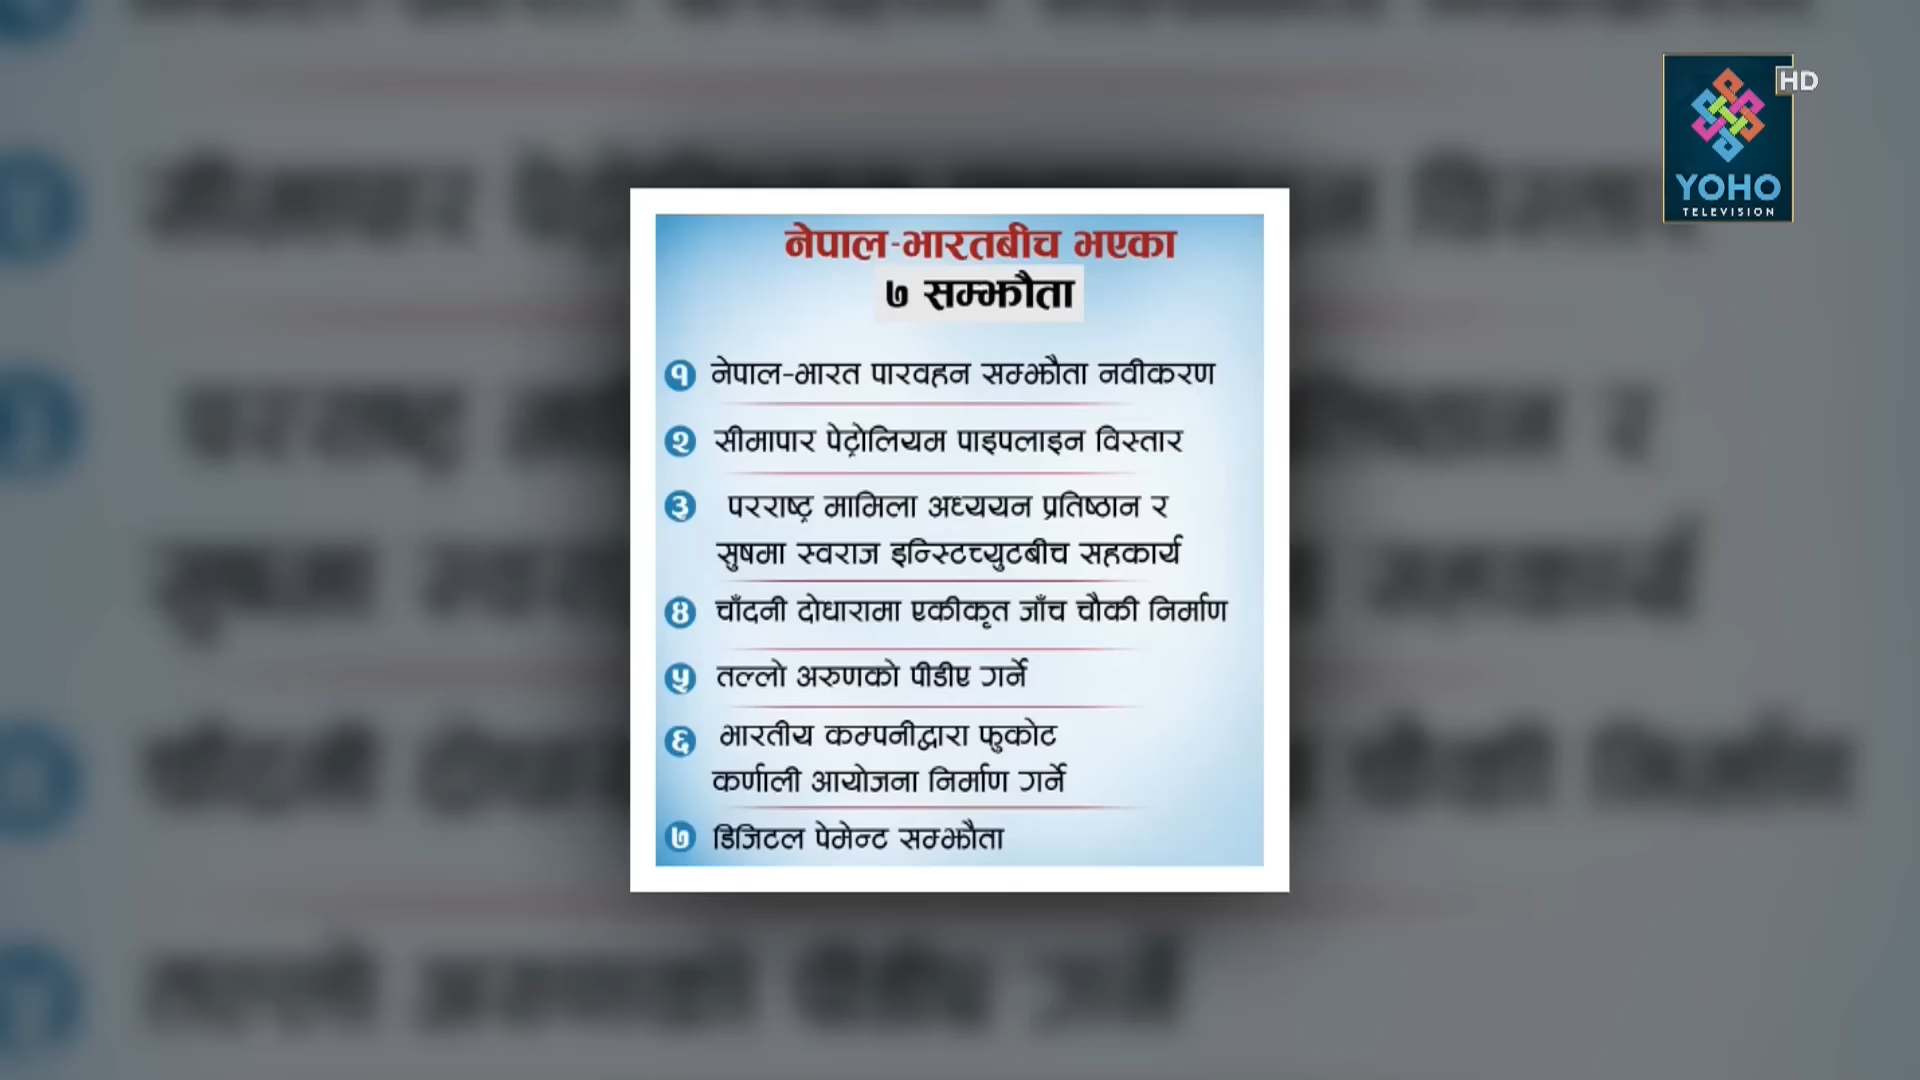 नेपाल-भारतबीच भएका
७ सम्झौता
१ नेपाल-भारत पारवहन सम्झौता नवीकरण
२ सीमापार पेट्रोलियम पाइपलाइन विस्तार
३ परराष्ट्र मामिला अध्ययन प्रतिष्ठान र
सुषमा स्वराज इन्स्टिच्युटबीच सहकार्य
४ चाँदनी दोधारामा एकीकृत जाँच चौकी निर्माण
५ तल्लो अरुणको पीडीए गर्ने
६ भारतीय कम्पनीद्वारा फुकोट
कर्णाली आयोजना निर्माण गर्ने
७ डिजिटल पेमेन्ट सम्झौता
HD
YOHO
TELEVISION